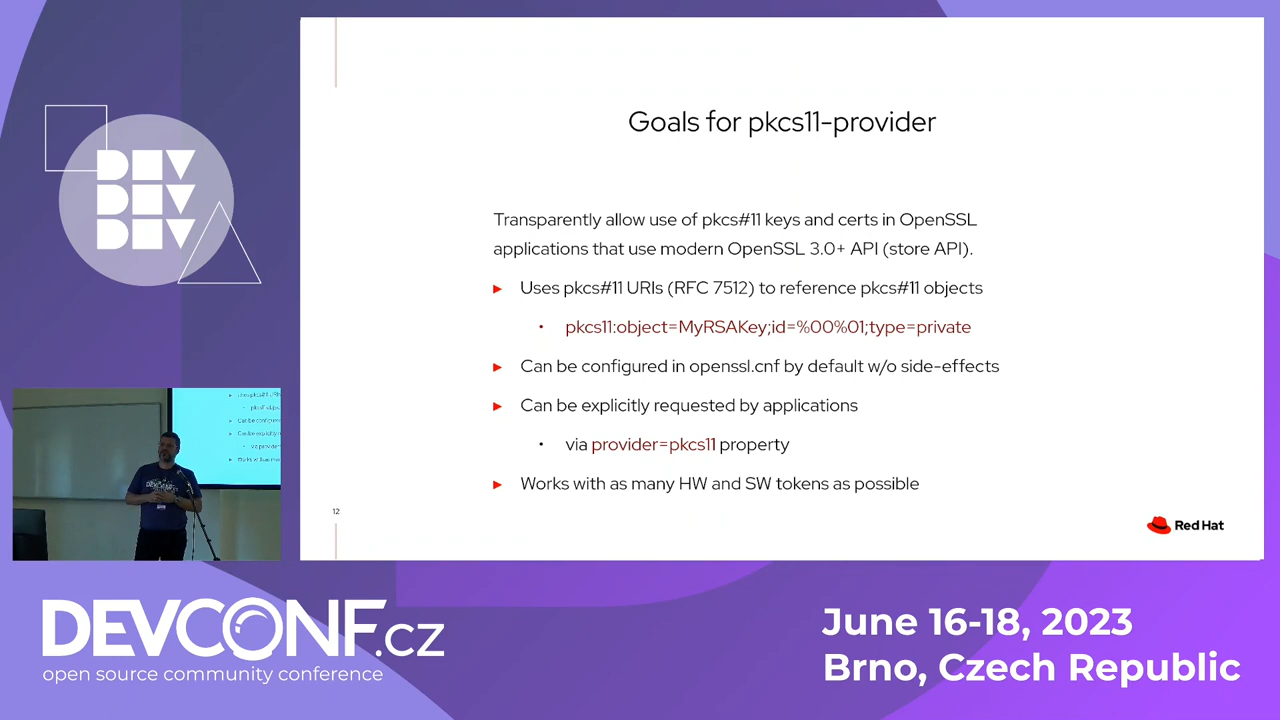 DEV
DEV
DEV
Goals for pkcs11-provider
Transparently allow use of pkcs#11 keys and certs in OpenSSL
applications that use modern OpenSSL 3.0+ API (store API).
► Uses pkcs#11 URIs (RFC 7512) to reference pkcs#11 objects
• pkcs11:object=MyRSAKey;id=%00%01;type=private
► Can be configured in openssl.cnf by default w/o side-effects
► Can be explicitly requested by applications
• via provider=pkcs11 property
► Works with as many HW and SW tokens as possible
12
Red Hat
DEVCONF
DEVCONF.cz
open source community conference
June 16-18, 2023
Brno, Czech Republic